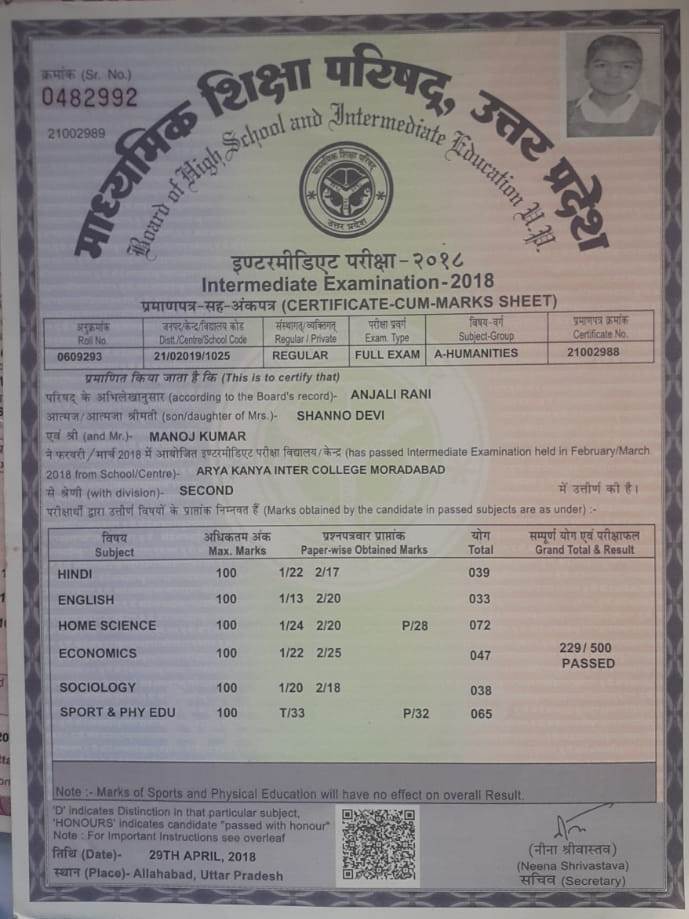 क्रमांक (Sr. No.)
0482992
21002989
माध्यमिक शिक्षा परिषद्, उत्तर प्रदेश
Board of High School and Intermediate Education U.P.
माध्यमिक शिक्षा परिषद्
उत्तर प्रदेश
इण्टरमीडिएट परीक्षा-२०१८
Intermediate Examination-2018
प्रमाणपत्र-सह-अंकपत्र (CERTIFICATE-CUM-MARKS SHEET)
अनुक्रमांक जनपद/केन्द्र/विद्यालय कोड संस्थागत/व्यक्तिगत परीक्षा प्रवर्ग विषय-वर्ग प्रमाणपत्र क्रमांक
Roll No. Distt./Centre/School Code Regular / Private Exam. Type Subject-Group Certificate No.
0609293 21/02019/1025 REGULAR FULL EXAM A-HUMANITIES 21002988
प्रमाणित किया जाता है कि (This is to certify that)
परिषद के अभिलेखानुसार (according to the Board's record)- ANJALI RANI
आत्मज/आत्मजा श्रीमती (son/daughter of Mrs.)- SHANNO DEVI
एवं श्री (and Mr.)- MANOJ KUMAR
ने फरवरी/मार्च 2018 में आयोजित इण्टरमीडिएट परीक्षा विद्यालय/केन्द्र (has passed Intermediate Examination held in February/March
2018 from School/Centre)- ARYA KANYA INTER COLLEGE MORADABAD
से श्रेणी (with division)- SECOND में उत्तीर्ण की है।
परीक्षार्थी द्वारा उत्तीर्ण विषयों के प्राप्तांक निम्नवत हैं (Marks obtained by the candidate in passed subjects are as under) :-
विषय अधिकतम अंक प्रश्नपत्रवार प्राप्तांक योग सम्पूर्ण योग एवं परीक्षाफल
Subject Max. Marks Paper-wise Obtained Marks Total Grand Total & Result
HINDI 100 1/22 2/17 039
ENGLISH 100 1/13 2/20 033
HOME SCIENCE 100 1/24 2/20 P/28 072
ECONOMICS 100 1/22 2/25 047 229/ 500
PASSED
SOCIOLOGY 100 1/20 2/18 038
SPORT & PHY EDU 100 T/33 P/32 065
Note :- Marks of Sports and Physical Education will have no effect on overall Result.
'D' indicates Distinction in that particular subject,
'HONOURS' indicates candidate "passed with honour"
Note : For Important Instructions see overleaf
तिथि (Date)- 29TH APRIL, 2018
स्थान (Place)- Allahabad, Uttar Pradesh
(नीना श्रीवास्तव)
(Neena Shrivastava)
सचिव (Secretary)